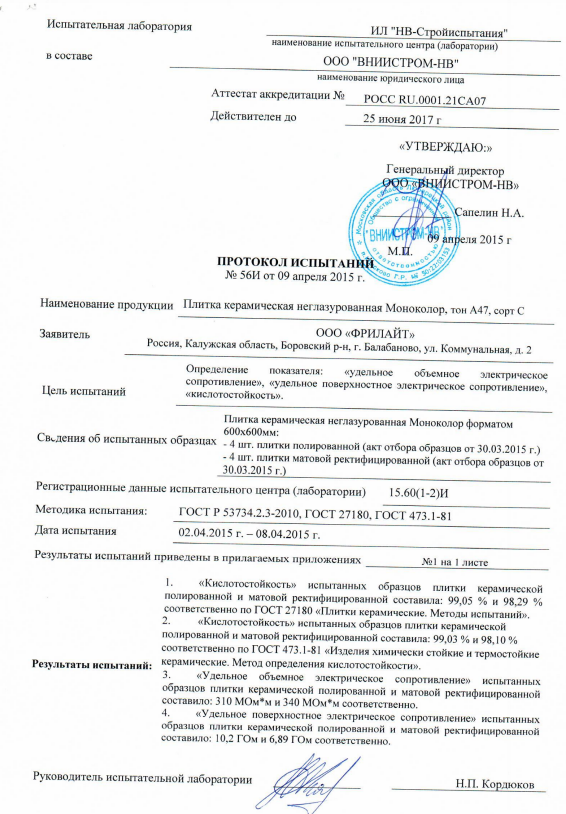 Испытательная лаборатория ИЛ "НВ-Стройиспытания"
наименование испытательного центра (лаборатории)
в составе ООО "ВНИИСТРОМ-НВ"
наименование юридического лица
Аттестат аккредитации № РОСС RU.0001.21СА07
Действителен до 25 июня 2017 г
«УТВЕРЖДАЮ:»
Генеральный директор
ООО «ВНИИСТРОМ-НВ»
Сапелин Н.А.
"ВНИИСТРОМ-НВ"
09 апреля 2015 г
М.П.
ПРОТОКОЛ ИСПЫТАНИЙ
№ 56И от 09 апреля 2015 г.
Наименование продукции Плитка керамическая неглазурованная Моноколор, тон А47, сорт С
Заявитель ООО «ФРИЛАЙТ»
Россия, Калужская область, Боровский р-н, г. Балабаново, ул. Коммунальная, д. 2
Цель испытаний Определение показателя: «удельное объемное электрическое
сопротивление», «удельное поверхностное электрическое сопротивление»,
«кислотостойкость».
Сведения об испытанных образцах Плитка керамическая неглазурованная Моноколор форматом
600х600мм:
- 4 шт. плитки полированной (акт отбора образцов от 30.03.2015 г.)
- 4 шт. плитки матовой ректифицированной (акт отбора образцов от
30.03.2015 г.)
Регистрационные данные испытательного центра (лаборатории) 15.60(1-2)И
Методика испытания: ГОСТ Р 53734.2.3-2010, ГОСТ 27180, ГОСТ 473.1-81
Дата испытания 02.04.2015 г. – 08.04.2015 г.
Результаты испытаний приведены в прилагаемых приложениях №1 на 1 листе
Результаты испытаний:
1. «Кислотостойкость» испытанных образцов плитки керамической
полированной и матовой ректифицированной составила: 99,05 % и 98,29 %
соответственно по ГОСТ 27180 «Плитки керамические. Методы испытаний».
2. «Кислотостойкость» испытанных образцов плитки керамической
полированной и матовой ректифицированной составила: 99,03 % и 98,10 %
соответственно по ГОСТ 473.1-81 «Изделия химически стойкие и термостойкие
керамические. Метод определения кислотостойкости».
3. «Удельное объемное электрическое сопротивление» испытанных
образцов плитки керамической полированной и матовой ректифицированной
составило: 310 МОм*м и 340 МОм*м соответственно.
4. «Удельное поверхностное электрическое сопротивление» испытанных
образцов плитки керамической полированной и матовой ректифицированной
составило: 10,2 ГОм и 6,89 ГОм соответственно.
Руководитель испытательной лаборатории Н.П. Кордюков